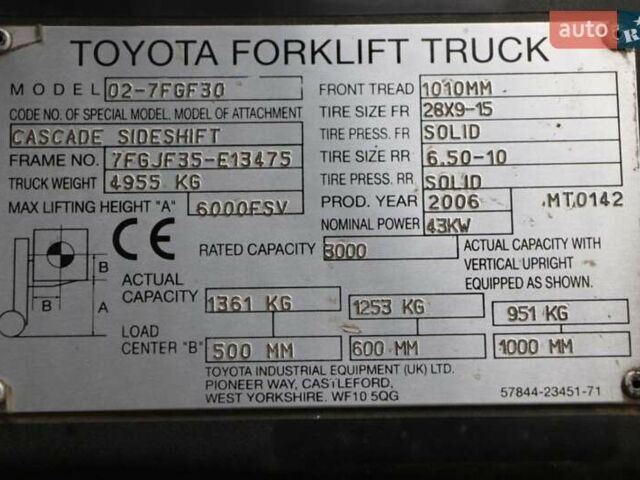 auto
TOYOTA FORKLIFT TRUCK
MODEL 02-7FGF30
FRONT TREAD 1010MM
CODE NO. OF SPECIAL MODEL. MODEL OF ATTACHMENT
TIRE SIZE FR 28X9-15
CASCADE SIDESHIFT
TIRE PRESS. FR SOLID
FRAME NO. 7FGJF35-E13475
TIRE SIZE RR 6.50-10
TRUCK WEIGHT 4955 KG
TIRE PRESS. RR SOLID
MAX LIFTING HEIGHT "A" 6000FSV
PROD. YEAR 2006 MT0142
NOMINAL POWER 43KW
CE
RATED CAPACITY 3000
ACTUAL CAPACITY WITH
VERTICAL UPRIGHT
EQUIPPED AS SHOWN.
B
B A
ACTUAL
CAPACITY 1361 KG 1253 KG 951 KG
LOAD
CENTER "B" 500 MM 600 MM 1000 MM
TOYOTA INDUSTRIAL EQUIPMENT (UK) LTD.
PIONEER WAY, CASTLEFORD,
WEST YORKSHIRE. WF10 5QG
57844-23451-71